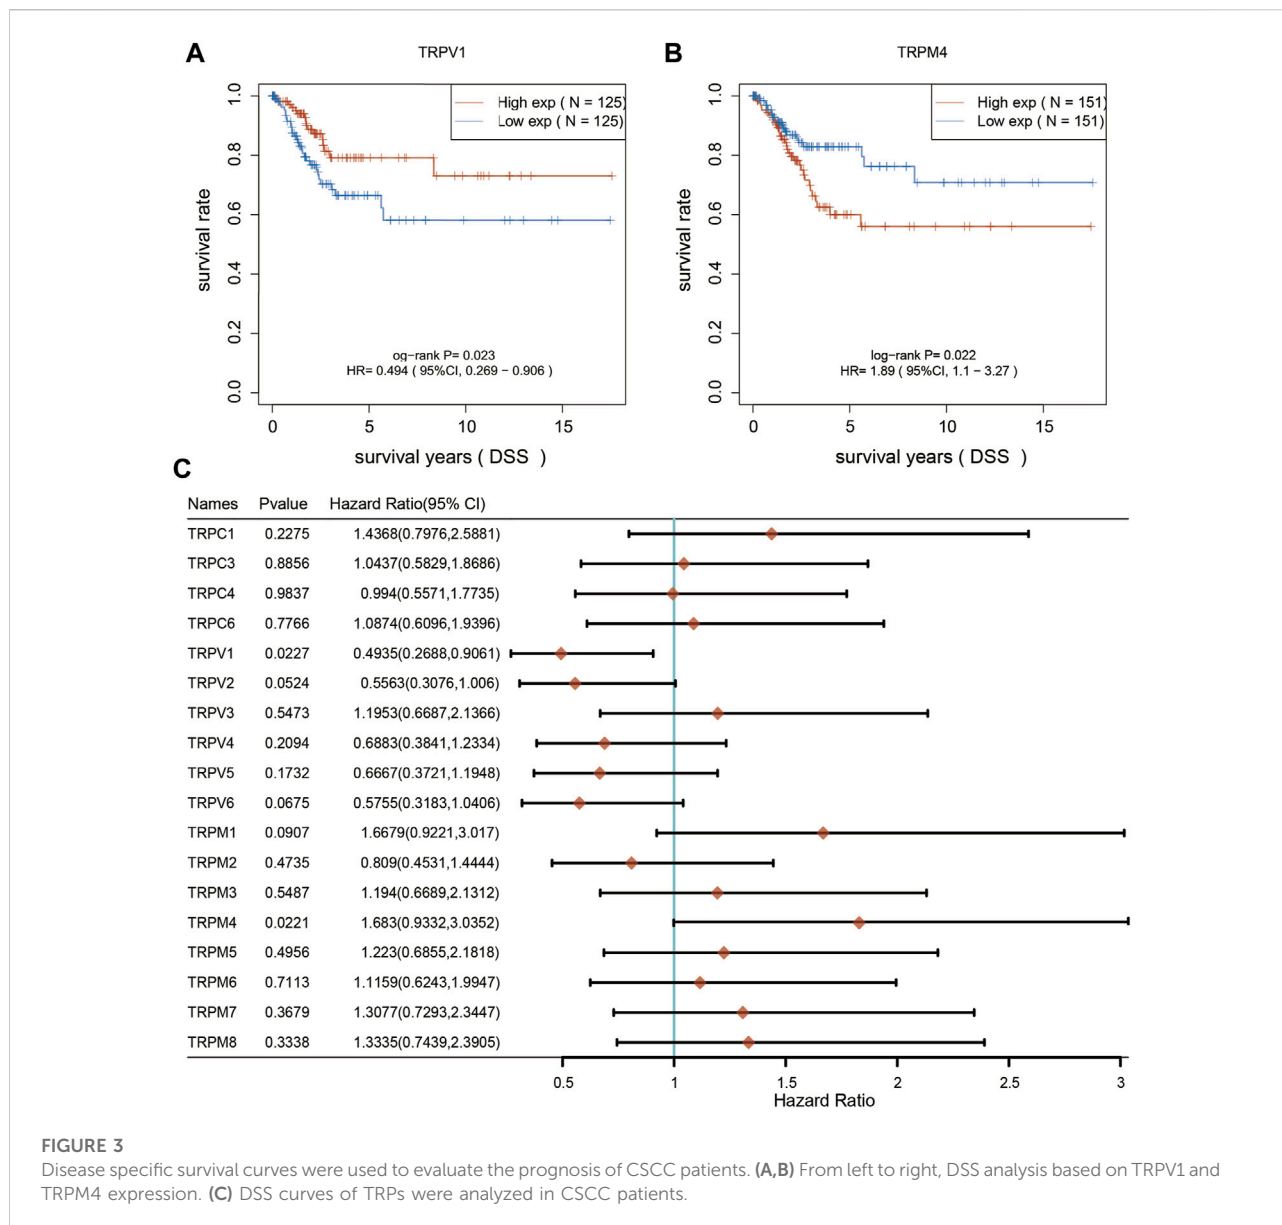 A
TRPV1
1.0
0.8
0.6
0.4
0.2
0.0
survival rate
High exp ( N = 125)
Low exp ( N = 125)
og−rank P= 0.023
HR= 0.494 ( 95%CI, 0.269 − 0.906 )
0 5 10 15
survival years ( DSS )
B
TRPM4
1.0
0.8
0.6
0.4
0.2
0.0
survival rate
High exp ( N = 151)
Low exp ( N = 151)
log−rank P= 0.022
HR= 1.89 ( 95%CI, 1.1 − 3.27 )
0 5 10 15
survival years ( DSS )
C
Names Pvalue Hazard Ratio(95% CI)
TRPC1 0.2275 1.4368(0.7976,2.5881)
TRPC3 0.8856 1.0437(0.5829,1.8686)
TRPC4 0.9837 0.994(0.5571,1.7735)
TRPC6 0.7766 1.0874(0.6096,1.9396)
TRPV1 0.0227 0.4935(0.2688,0.9061)
TRPV2 0.0524 0.5563(0.3076,1.006)
TRPV3 0.5473 1.1953(0.6687,2.1366)
TRPV4 0.2094 0.6883(0.3841,1.2334)
TRPV5 0.1732 0.6667(0.3721,1.1948)
TRPV6 0.0675 0.5755(0.3183,1.0406)
TRPM1 0.0907 1.6679(0.9221,3.017)
TRPM2 0.4735 0.809(0.4531,1.4444)
TRPM3 0.5487 1.194(0.6689,2.1312)
TRPM4 0.0221 1.683(0.9332,3.0352)
TRPM5 0.4956 1.223(0.6855,2.1818)
TRPM6 0.7113 1.1159(0.6243,1.9947)
TRPM7 0.3679 1.3077(0.7293,2.3447)
TRPM8 0.3338 1.3335(0.7439,2.3905)
0.5 1 1.5 2 2.5 3
Hazard Ratio
FIGURE 3
Disease specific survival curves were used to evaluate the prognosis of CSCC patients. (A,B) From left to right, DSS analysis based on TRPV1 and
TRPM4 expression. (C) DSS curves of TRPs were analyzed in CSCC patients.